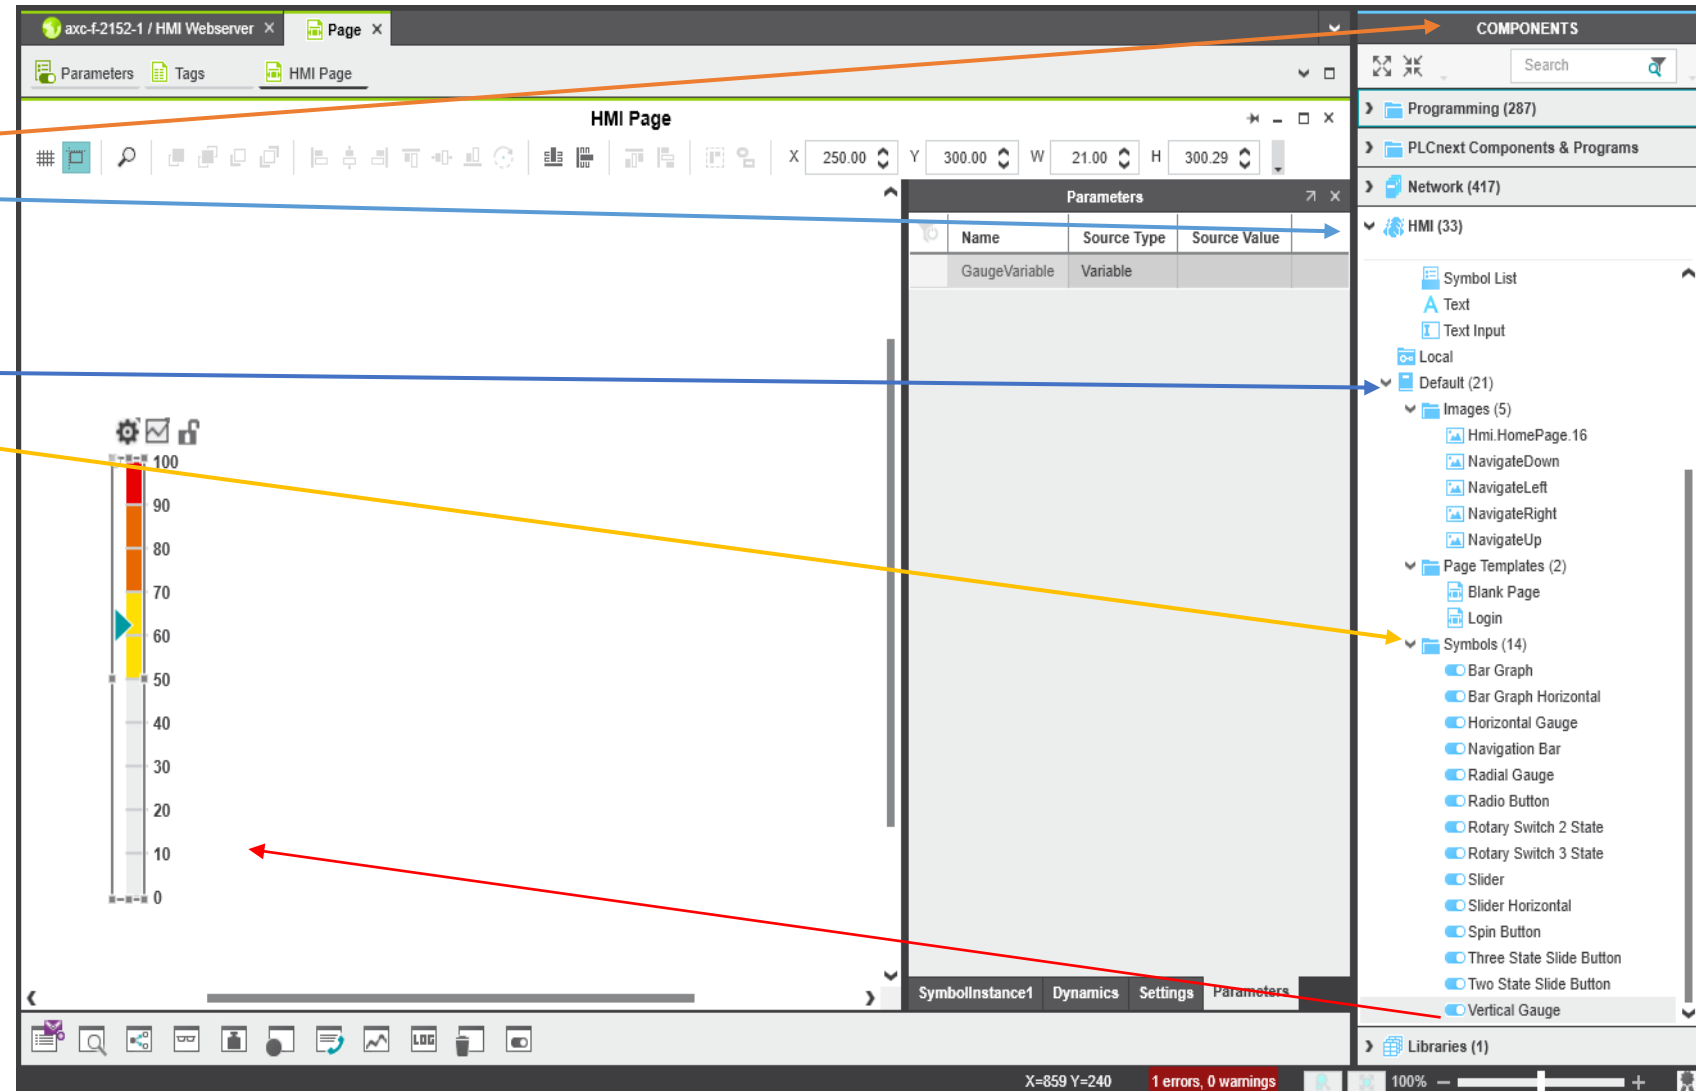 axc-f-2152-1 / HMI Webserver
Page
COMPONENTS
Parameters
Tags
HMI Page
Search
HMI Page
X 250.00 Y 300.00 W 21.00 H 300.29
Programming (287)
PLCnext Components & Programs
Network (417)
HMI (33)
Parameters
Name Source Type Source Value
GaugeVariable Variable
Symbol List
Text
Text Input
Local
Default (21)
Images (5)
Hmi.HomePage.16
NavigateDown
NavigateLeft
NavigateRight
NavigateUp
Page Templates (2)
Blank Page
Login
Symbols (14)
Bar Graph
Bar Graph Horizontal
Horizontal Gauge
Navigation Bar
Radial Gauge
Radio Button
Rotary Switch 2 State
Rotary Switch 3 State
Slider
Slider Horizontal
Spin Button
Three State Slide Button
Two State Slide Button
Vertical Gauge
Libraries (1)
100
90
80
70
60
50
40
30
20
10
0
SymbolInstance1 Dynamics Settings Parameters
LOG
X=859 Y=240 1 errors, 0 warnings 100%